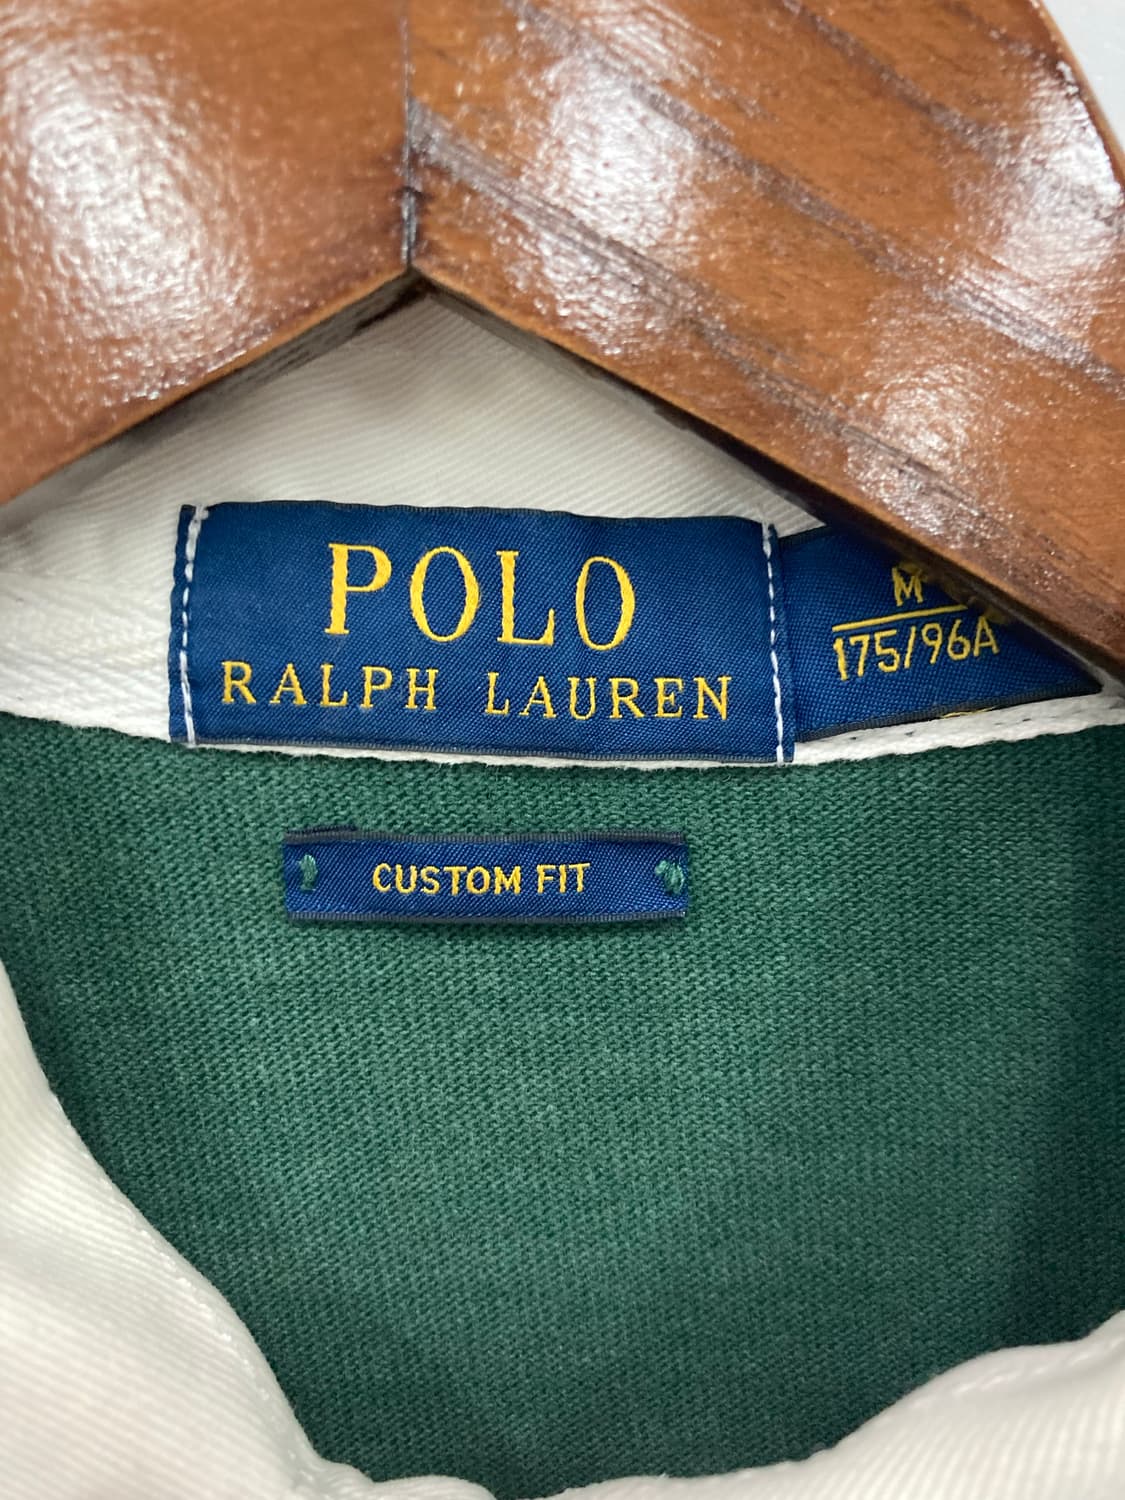 POLO
RALPH LAUREN
M
175/96A
CUSTOM FIT